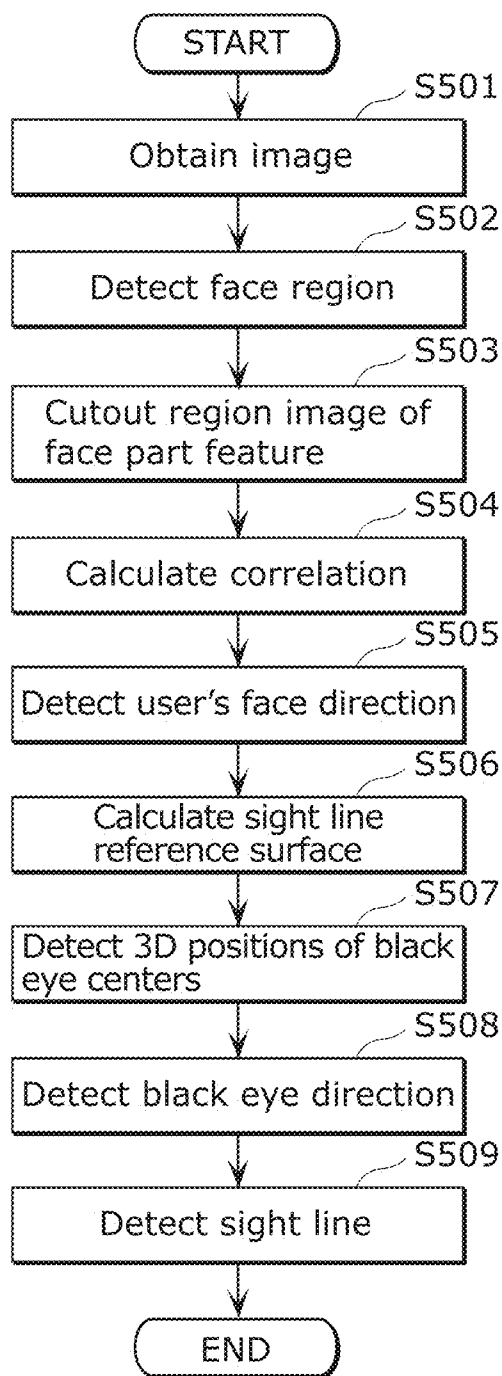 START
S501
Obtain image
S502
Detect face region
S503
Cutout region image of
face part feature
S504
Calculate correlation
S505
Detect user's face direction
S506
Calculate sight line
reference surface
S507
Detect 3D positions of black
eye centers
S508
Detect black eye direction
S509
Detect sight line
END